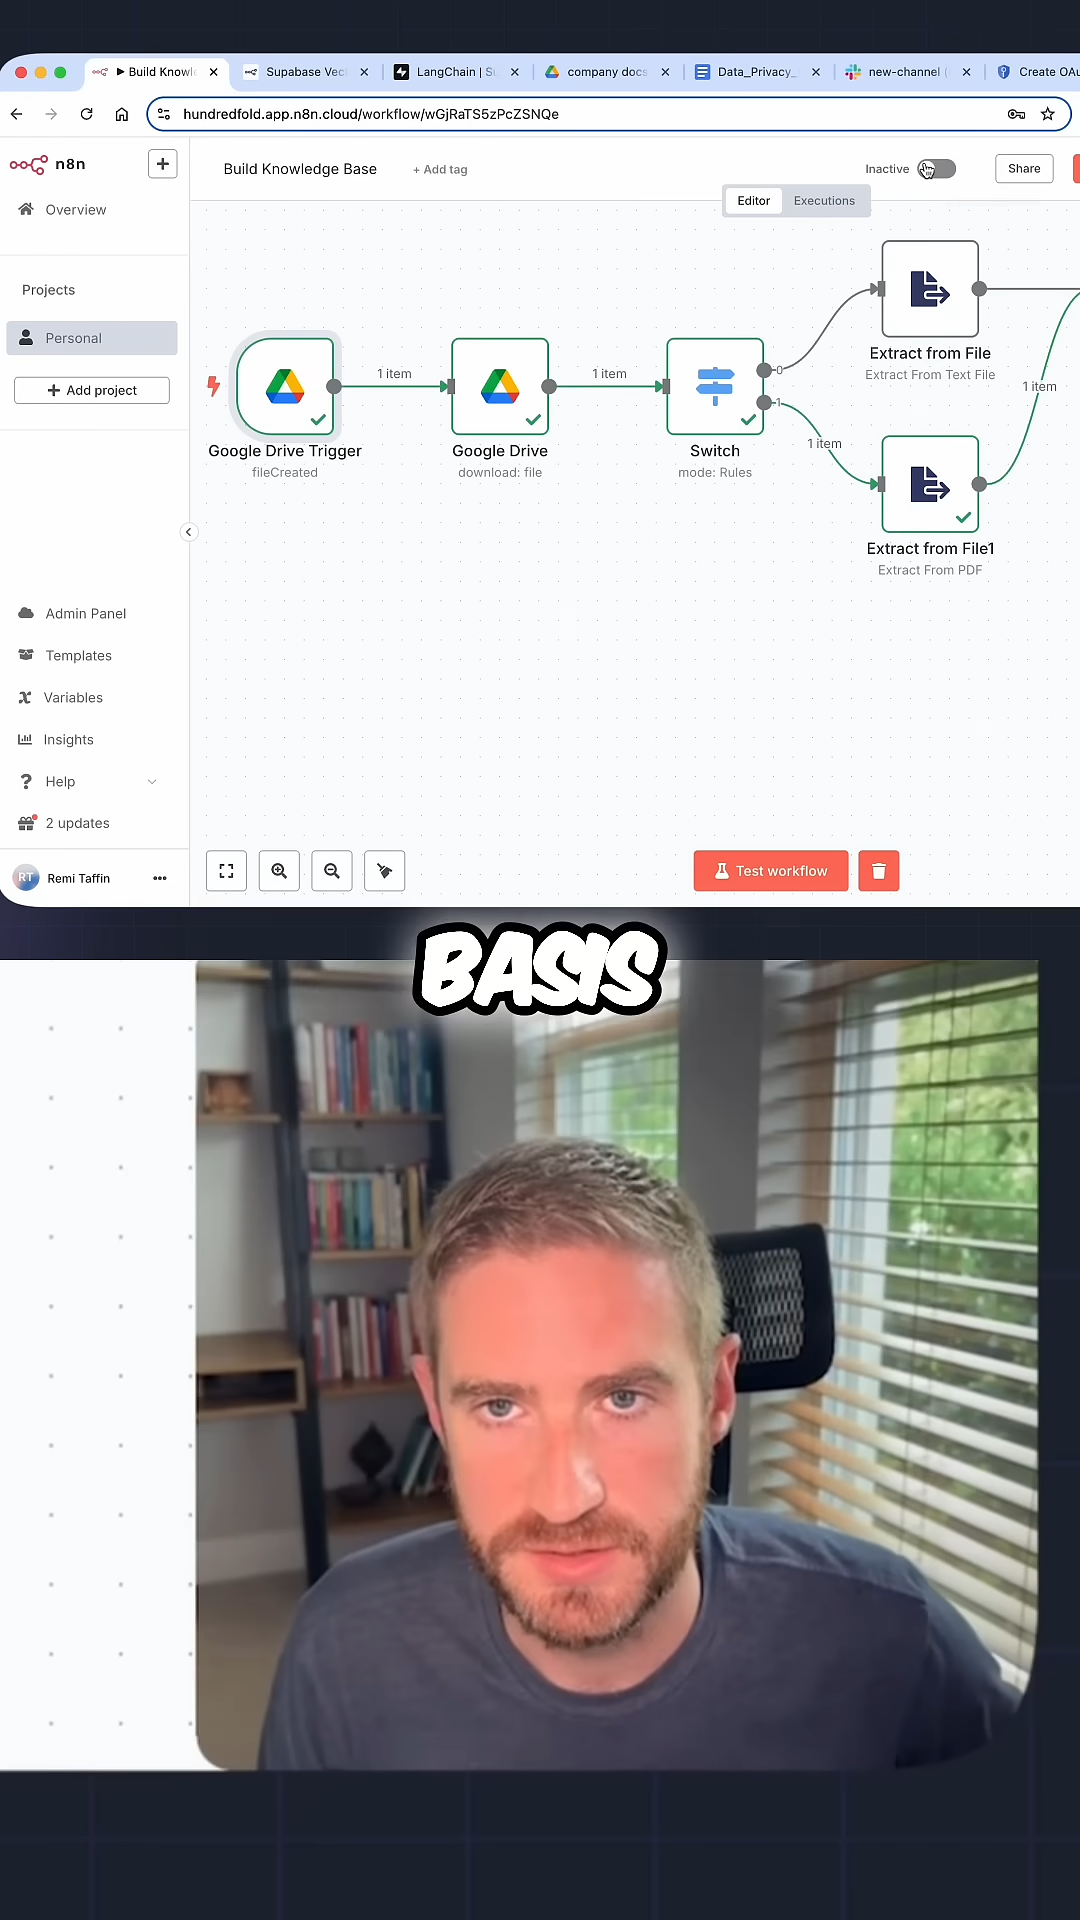 Build Knowle
Supabase Vec
LangChain | Su
company docs
Data_Privacy_
new-channel (
Create OAu
hundredfold.app.n8n.cloud/workflow/wGjRaTS5zPcZSNQe
n8n
Build Knowledge Base
+ Add tag
Inactive
Share
Editor
Executions
Overview
Projects
Personal
+ Add project
1 item
1 item
0
1
1 item
1 item
Google Drive Trigger
fileCreated
Google Drive
download: file
Switch
mode: Rules
Extract from File
Extract From Text File
Extract from File1
Extract From PDF
Admin Panel
Templates
Variables
Insights
Help
2 updates
RT
Remi Taffin
Test workflow
BASIS